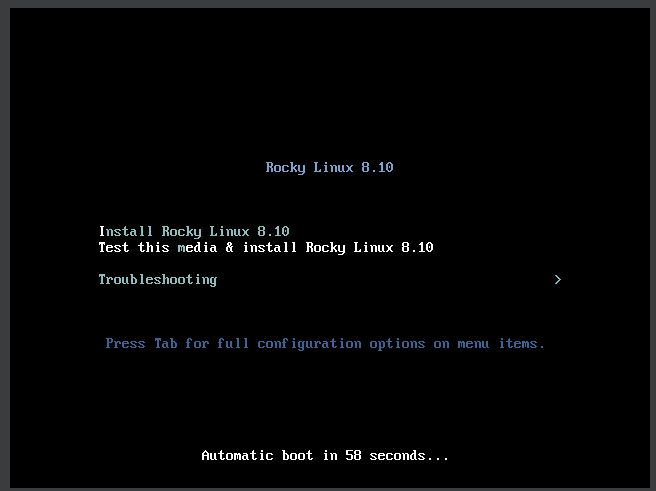 Rocky Linux 8.10
Install Rocky Linux 8.10
Test this media & install Rocky Linux 8.10
Troubleshooting >
Press Tab for full configuration options on menu items.
Automatic boot in 58 seconds...